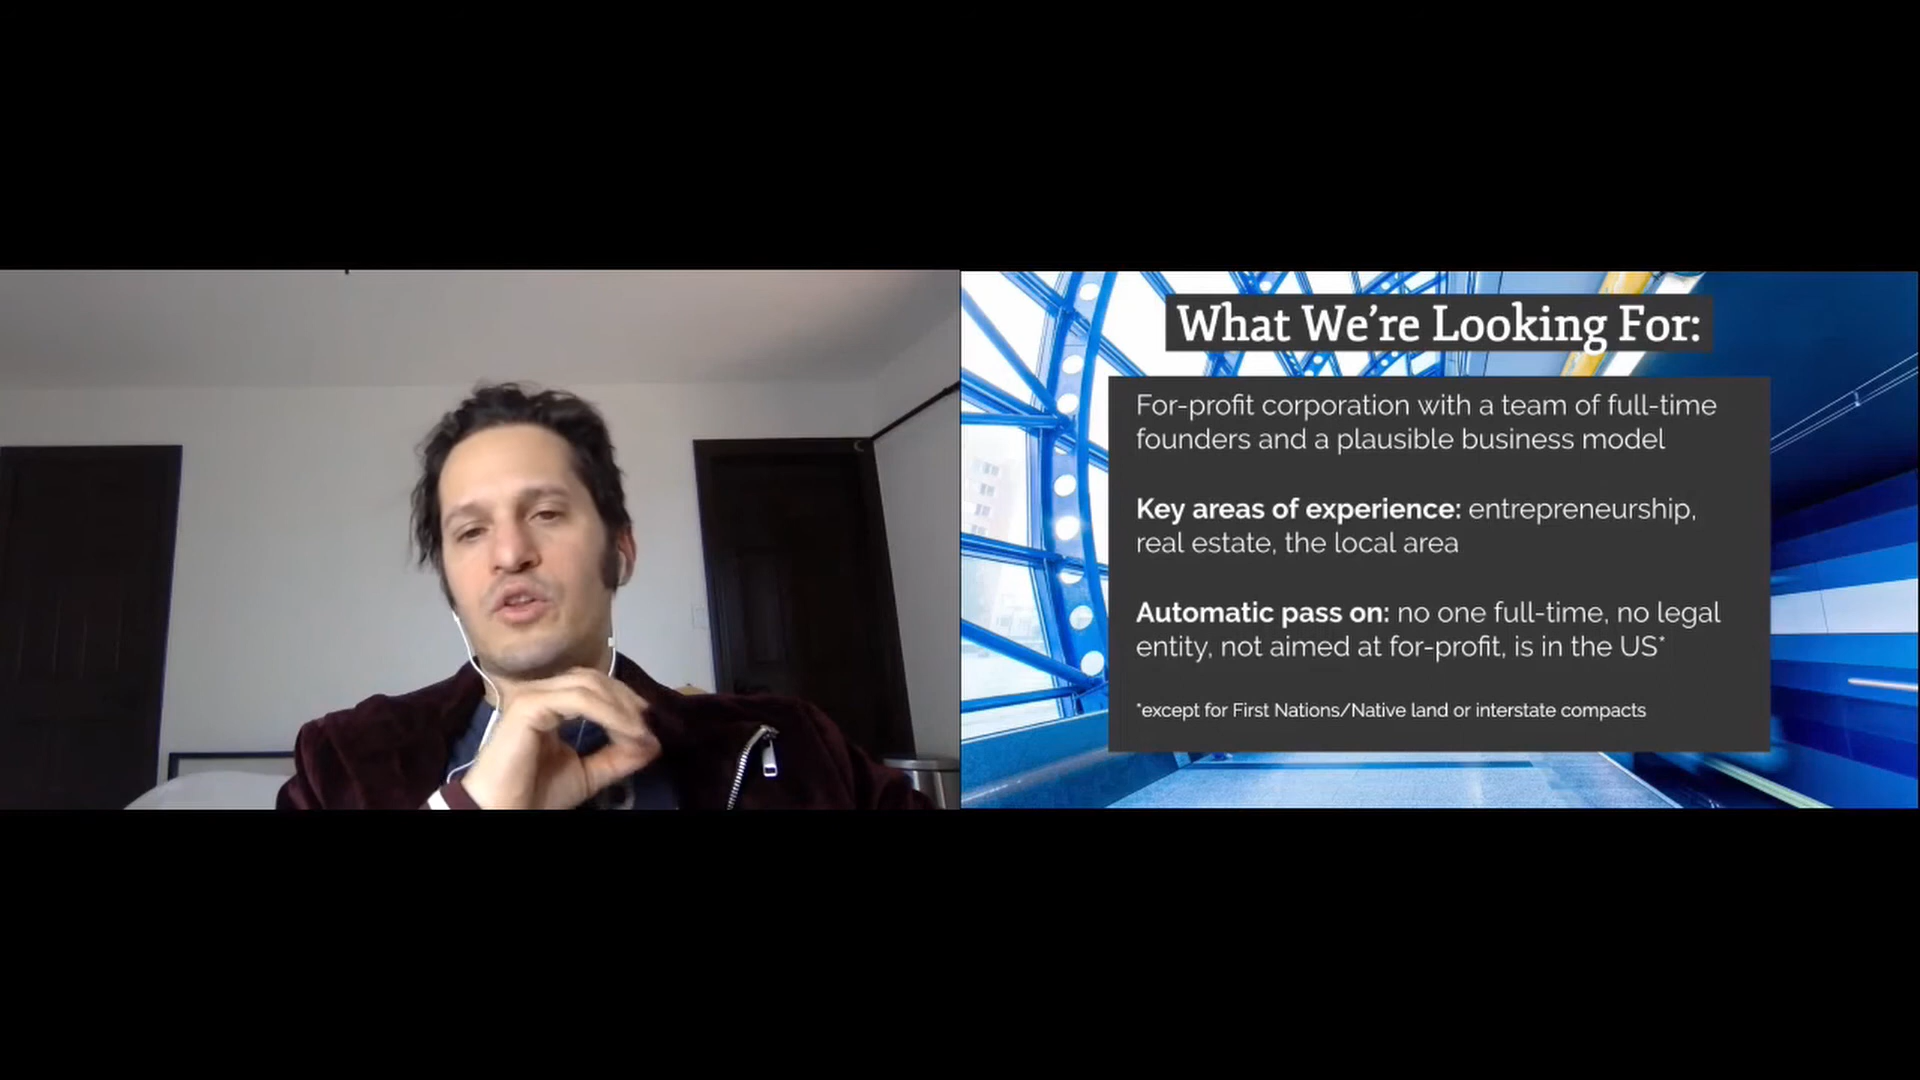 What We're Looking For:
For-profit corporation with a team of full-time
founders and a plausible business model
Key areas of experience: entrepreneurship,
real estate, the local area
Automatic pass on: no one full-time, no legal
entity, not aimed at for-profit, is in the US*
*except for First Nations/Native land or interstate compacts